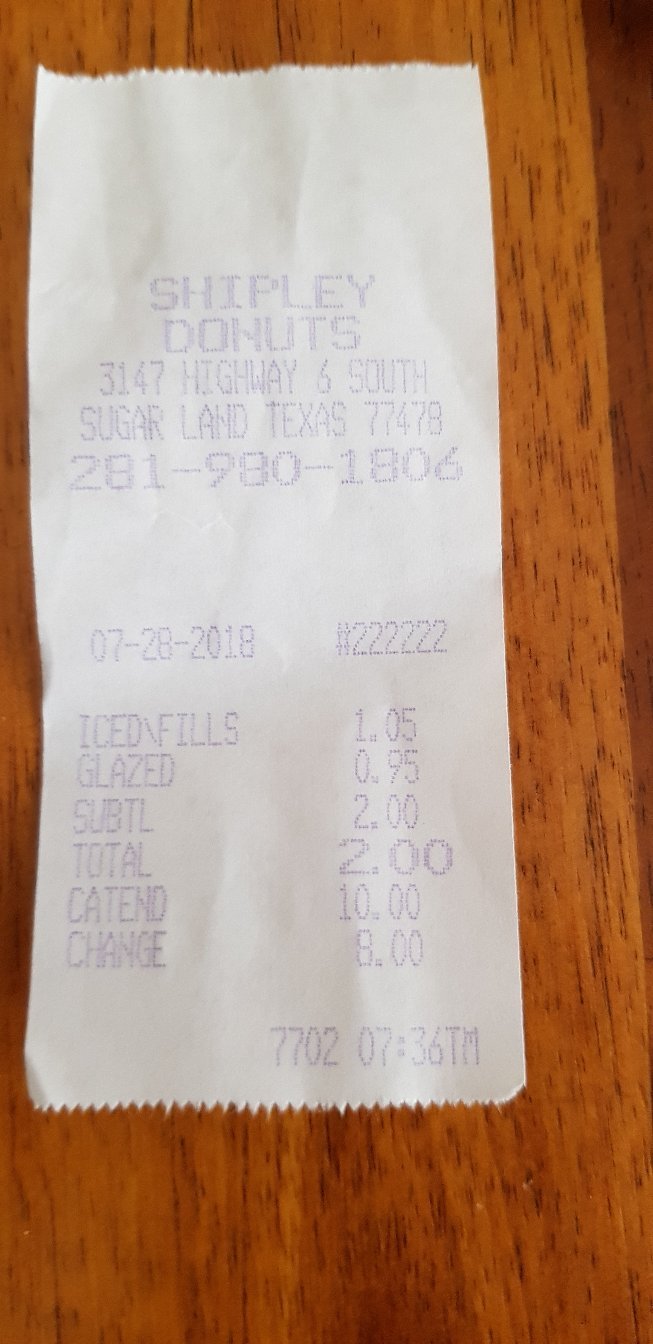 SHIPLEY
DONUTS
3147 HIGHWAY 6 SOUTH
SUGAR LAND TEXAS 77478
281-980-1806
07-28-2018 #222222
ICED\FILLS 1.05
GLAZED 0.95
SUBTL 2.00
TOTAL 2.00
CATEND 10.00
CHANGE 8.00
7702 07:36TM